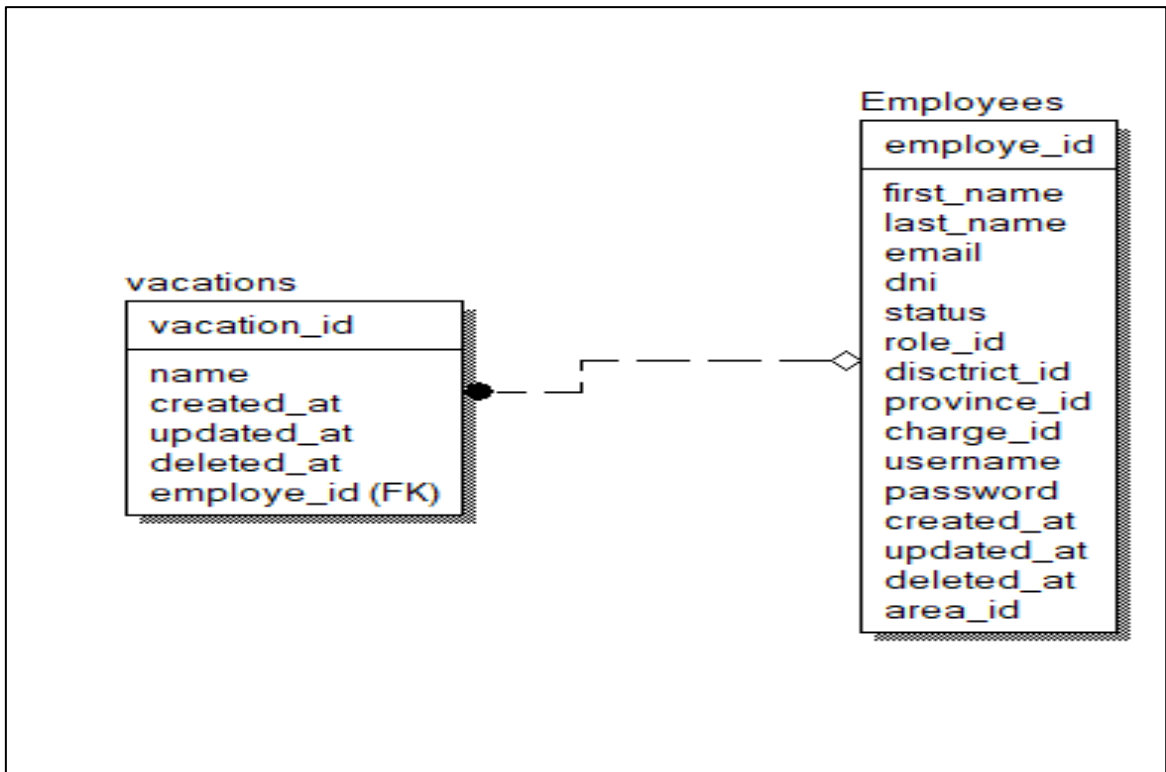 Employees
employe_id
first_name
last_name
email
dni
status
role_id
disctrict_id
province_id
charge_id
username
password
created_at
updated_at
deleted_at
area_id
vacations
vacation_id
name
created_at
updated_at
deleted_at
employe_id (FK)